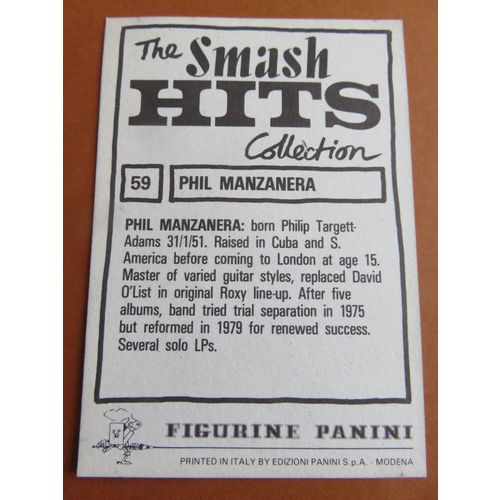 The Smash
HITS
Collection
59 PHIL MANZANERA
PHIL MANZANERA: born Philip Targett-
Adams 31/1/51. Raised in Cuba and S.
America before coming to London at age 15.
Master of varied guitar styles, replaced David
O'List in original Roxy line-up. After five
albums, band tried trial separation in 1975
but reformed in 1979 for renewed success.
Several solo LPs.
FIGURINE PANINI
PRINTED IN ITALY BY EDIZIONI PANINI S.p.A. - MODENA